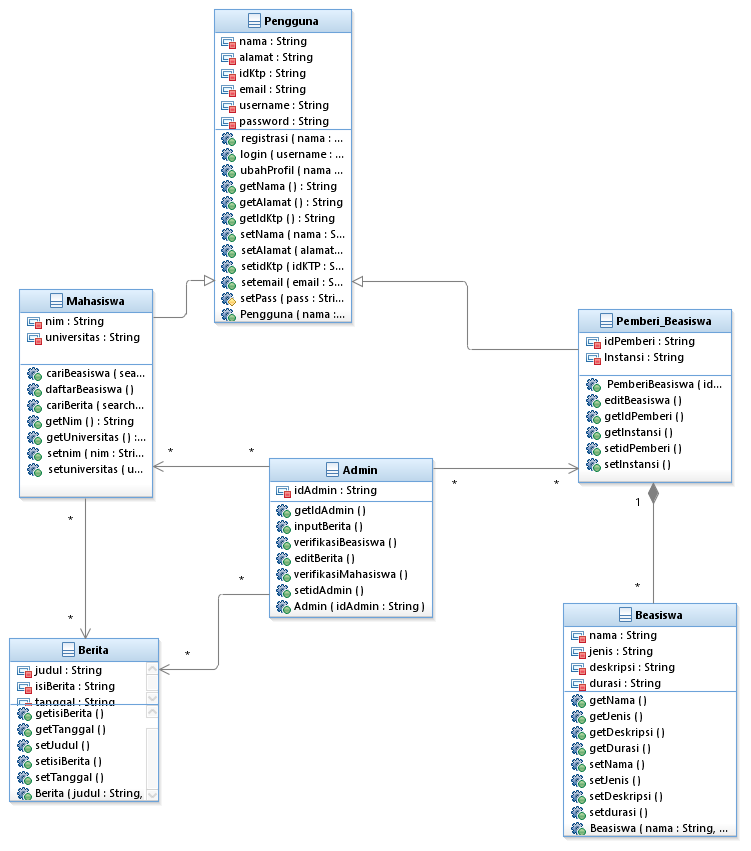 Pengguna
nama : String
alamat : String
idKtp : String
email : String
username : String
password : String
registrasi ( nama : ...
login ( username : ...
ubahProfil ( nama ...
getNama ( ) : String
getAlamat ( ) : String
getIdKtp ( ) : String
setNama ( nama : S...
setAlamat ( alamat...
setidKtp ( idKTP : S...
setemail ( email : S...
setPass ( pass : Stri...
Pengguna ( nama :...
Mahasiswa
nim : String
universitas : String
cariBeasiswa ( sea...
daftarBeasiswa ( )
cariBerita ( search...
getNim ( ) : String
getUniversitas ( ) :...
setnim ( nim : Stri...
setuniversitas ( u...
Pemberi_Beasiswa
idPemberi : String
Instansi : String
PemberiBeasiswa ( id...
editBeasiswa ( )
getIdPemberi ( )
getInstansi ( )
setidPemberi ( )
setInstansi ( )
* *
* *
1
*
*
*
*
*
Admin
idAdmin : String
getIdAdmin ( )
inputBerita ( )
verifikasiBeasiswa ( )
editBerita ( )
verifikasiMahasiswa ( )
setidAdmin ( )
Admin ( idAdmin : String )
Berita
judul : String
isiBerita : String
tanggal : String
getisiBerita ( )
getTanggal ( )
setJudul ( )
setisiBerita ( )
setTanggal ( )
Berita ( judul : String,
Beasiswa
nama : String
jenis : String
deskripsi : String
durasi : String
getNama ( )
getJenis ( )
getDeskripsi ( )
getDurasi ( )
setNama ( )
setJenis ( )
setDeskripsi ( )
setdurasi ( )
Beasiswa ( nama : String, ...